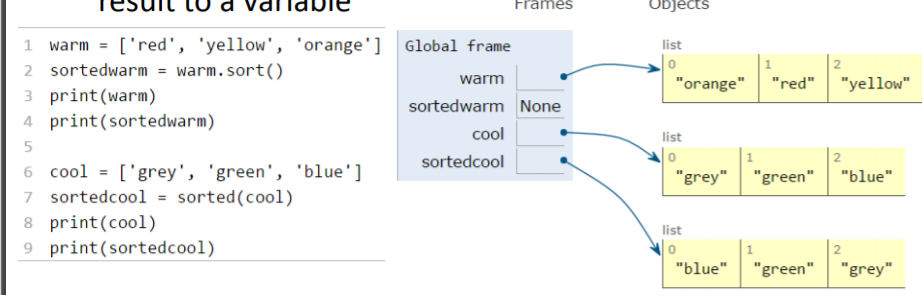 result to a variable
Frames Objects
1 warm = ['red', 'yellow', 'orange']
2 sortedwarm = warm.sort()
3 print(warm)
4 print(sortedwarm)
5
6 cool = ['grey', 'green', 'blue']
7 sortedcool = sorted(cool)
8 print(cool)
9 print(sortedcool)
Global frame
warm
sortedwarm None
cool
sortedcool
list
0 1 2
"orange" "red" "yellow"
list
0 1 2
"grey" "green" "blue"
list
0 1 2
"blue" "green" "grey"